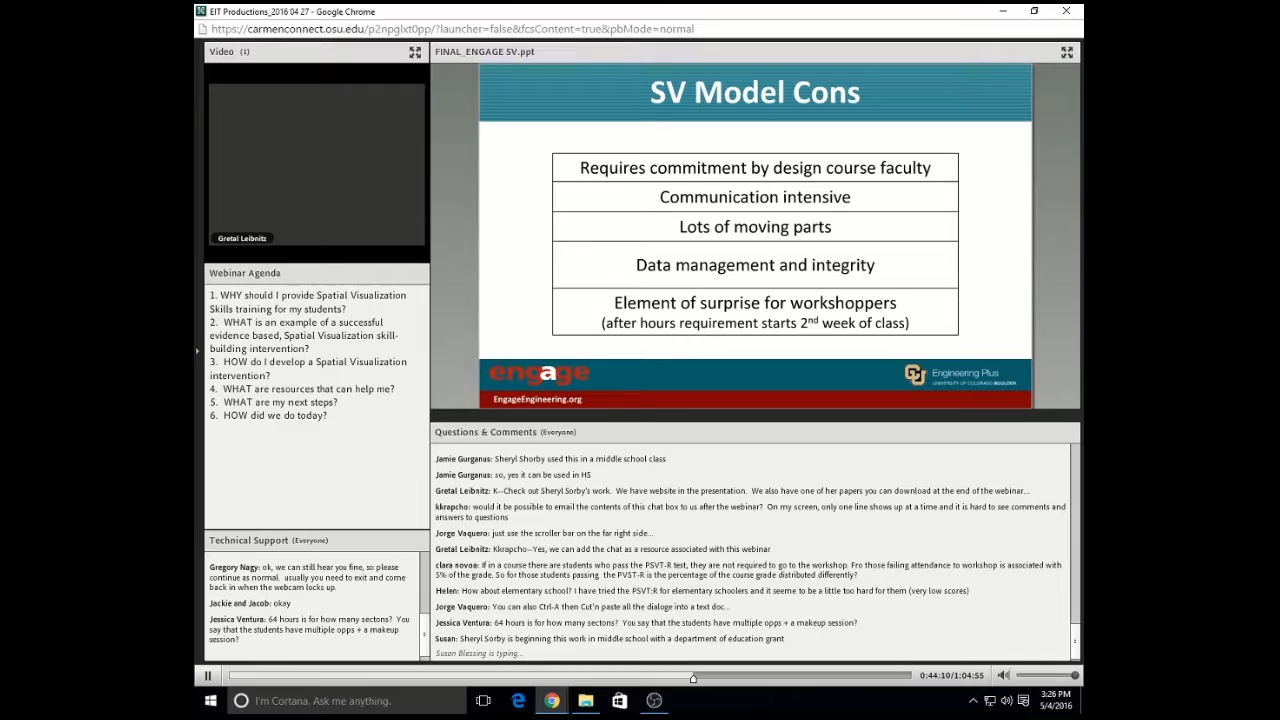 EIT Productions_2016 04 27 - Google Chrome
https://carmenconnect.osu.edu/p2npglxt0pp/?launcher=false&fcsContent=true&pbMode=normal
Video (1)
Gretal Leibnitz
Webinar Agenda
1. WHY should I provide Spatial Visualization
Skills training for my students?
2. WHAT is an example of a successful
evidence based, Spatial Visualization skill-
building intervention?
3. HOW do I develop a Spatial Visualization
intervention?
4. WHAT are resources that can help me?
5. WHAT are my next steps?
6. HOW did we do today?
Technical Support (Everyone)
Gregory Nagy: ok, we can still hear you fine, so please
continue as normal. usually you need to exit and come
back in when the webcam locks up.
Jackie and Jacob: okay
Jessica Ventura: 64 hours is for how many sectons? You
say that the students have multiple opps + a makeup
session?
FINAL_ENGAGE SV.ppt
SV Model Cons
Requires commitment by design course faculty
Communication intensive
Lots of moving parts
Data management and integrity
Element of surprise for workshoppers
(after hours requirement starts 2nd week of class)
engage
EngageEngineering.org
CU Engineering Plus
UNIVERSITY OF COLORADO BOULDER
Questions & Comments (Everyone)
Jamie Gurganus: Sheryl Shorby used this in a middle school class
Jamie Gurganus: so, yes it can be used in HS
Gretal Leibnitz: K--Check out Sheryl Sorby's work. We have website in the presentation. We also have one of her papers you can download at the end of the webinar...
kkrapcho: would it be possible to email the contents of this chat box to us after the webinar? On my screen, only one line shows up at a time and it is hard to see comments and
answers to questions
Jorge Vaquero: just use the scroller bar on the far right side...
Gretal Leibnitz: Kkrapcho--Yes, we can add the chat as a resource associated with this webinar
clara novoa: If in a course there are students who pass the PSVT-R test, they are not required to go to the workshop. Fro those failing attendance to workshop is associated with
5% of the grade. So for those students passing the PVST-R is the percentage of the course grade distributed differently?
Helen: How about elementary school? I have tried the PSVT:R for elementary schoolers and it seeme to be a little too hard for them (very low scores)
Jorge Vaquero: You can also Ctrl-A then Cut'n paste all the dialoge into a text doc...
Jessica Ventura: 64 hours is for how many sectons? You say that the students have multiple opps + a makeup session?
Susan: Sheryl Sorby is beginning this work in middle school with a department of education grant
Susan Blessing is typing...
0:44:10/1:04:55
I'm Cortana. Ask me anything.
3:26 PM
5/4/2016